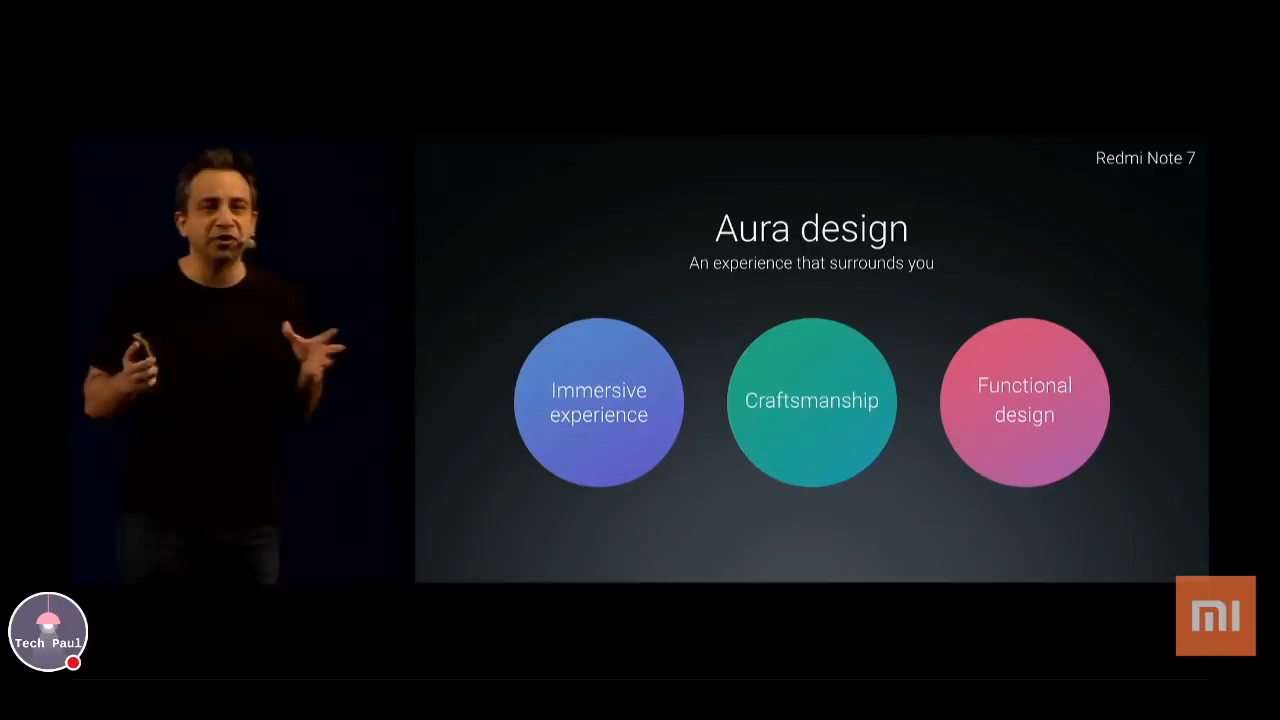 Redmi Note 7
Aura design
An experience that surrounds you
Immersive
experience
Craftsmanship
Functional
design
Tech Paul
MI